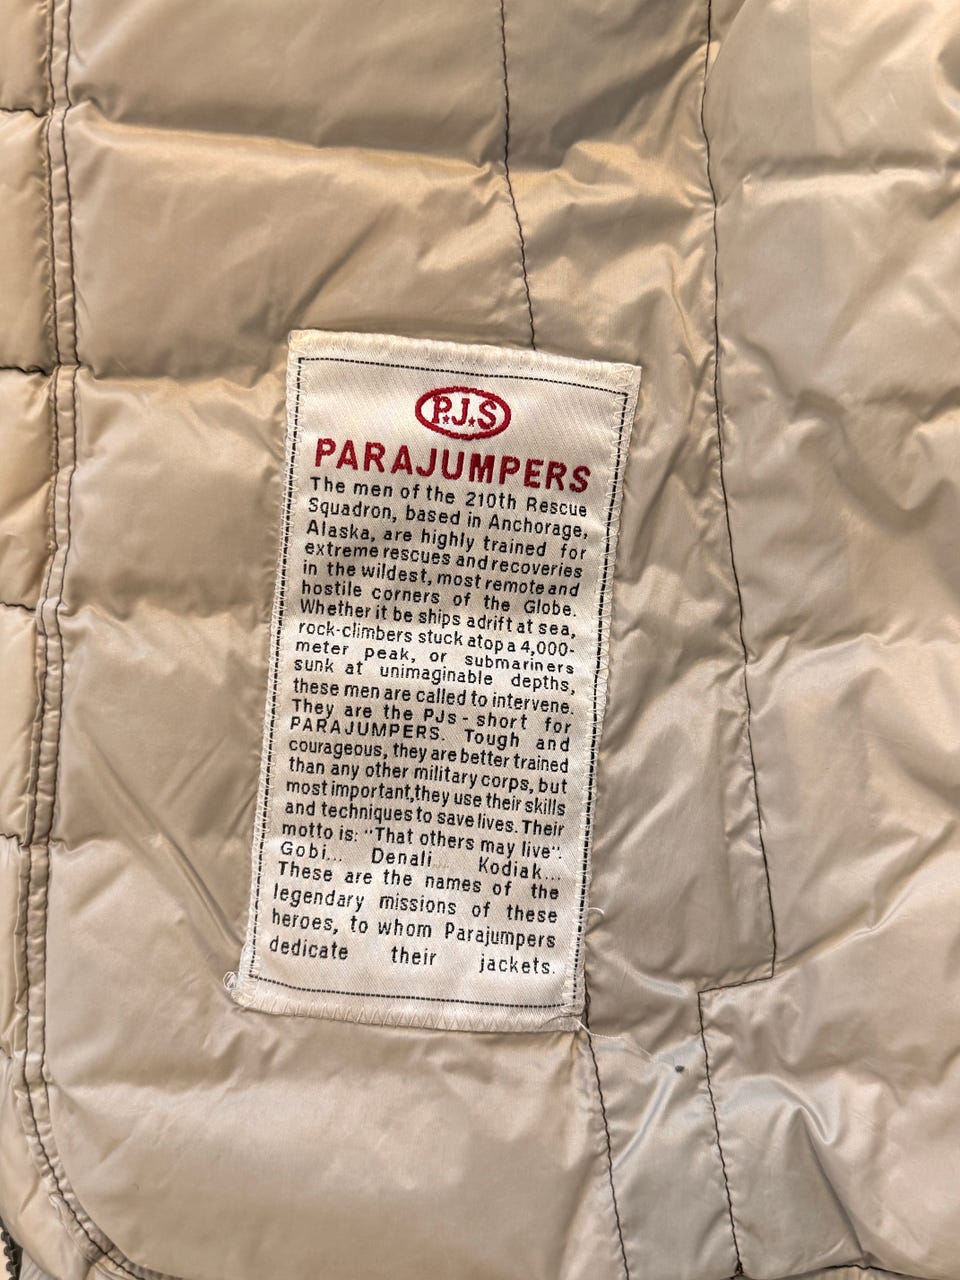 P.J.S
PARAJUMPERS
The men of the 210th Rescue
Squadron, based in Anchorage,
Alaska, are highly trained for
extreme rescues and recoveries
in the wildest, most remote and
hostile corners of the Globe.
Whether it be ships adrift at sea,
rock-climbers stuck atop a 4,000-
meter peak, or submariners
sunk at unimaginable depths,
these men are called to intervene.
They are the PJs - short for
PARAJUMPERS. Tough and
courageous, they are better trained
than any other military corps, but
most important,they use their skills
and techniques to save lives. Their
motto is: "That others may live".
Gobi... Denali... Kodiak...
These are the names of the
legendary missions of these
heroes, to whom Parajumpers
dedicate their jackets.